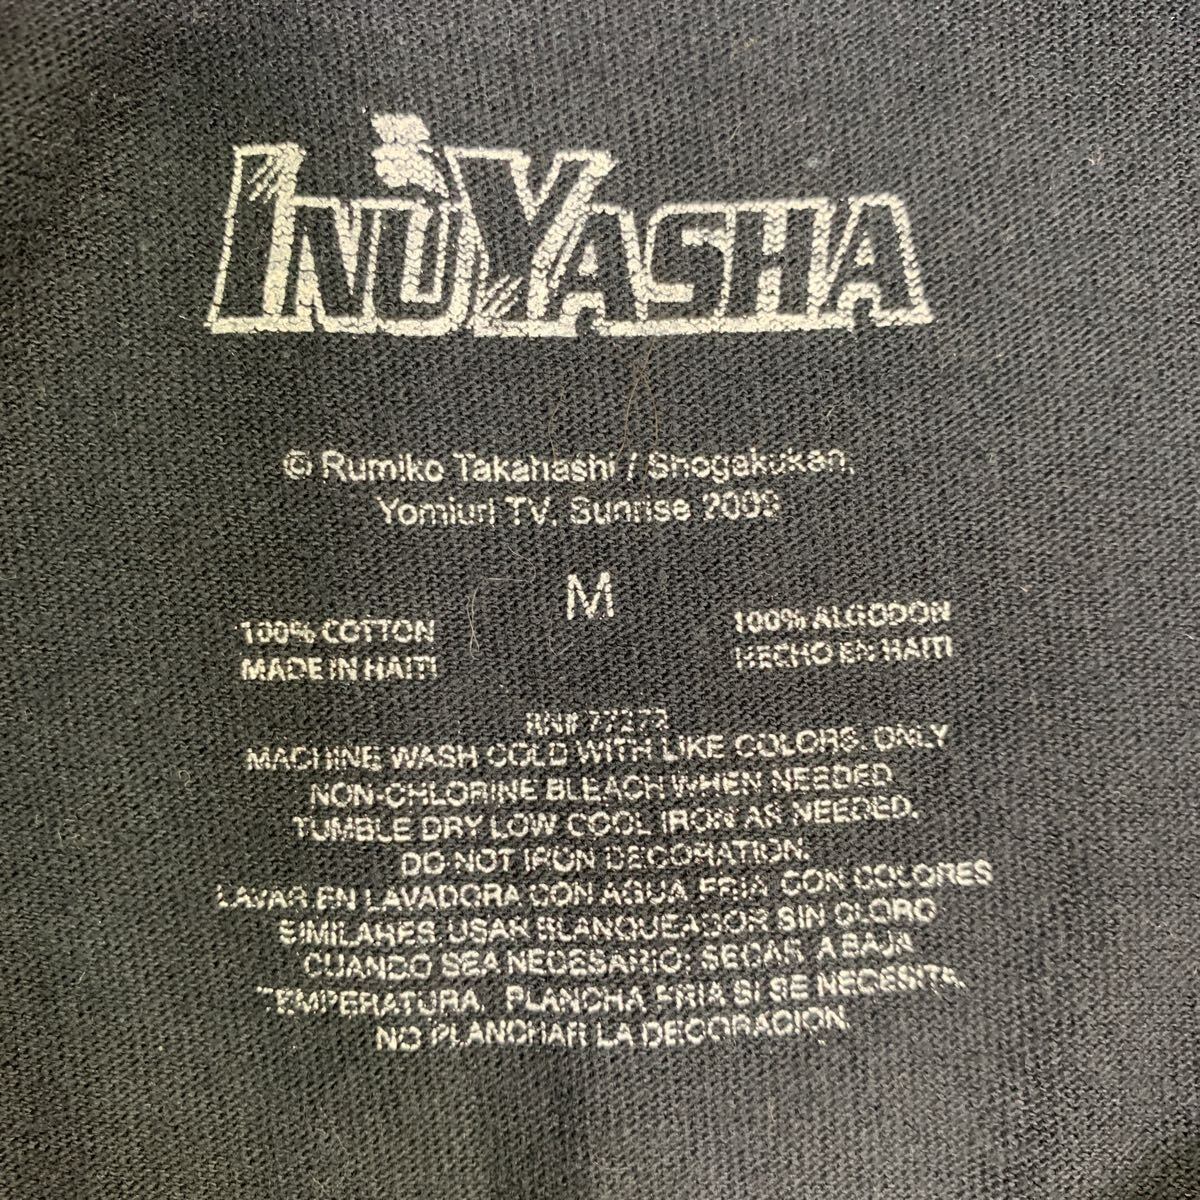 INUYASHA
© Rumiko Takahashi / Shogakukan,
Yomiuri TV, Sunrise 2009
M
100% COTTON
MADE IN HAITI
100% ALGODON
HECHO EN HAITI
RN# 77273
MACHINE WASH COLD WITH LIKE COLORS. ONLY
NON-CHLORINE BLEACH WHEN NEEDED.
TUMBLE DRY LOW COOL IRON AS NEEDED.
DO NOT IRON DECORATION.
LAVAR EN LAVADORA CON AGUA FRIA CON COLORES
SIMILARES USAR BLANQUEADOR SIN CLORO
CUANDO SEA NECESARIO; SECAR A BAJA
TEMPERATURA. PLANCHA FRIA SI SE NECESITA.
NO PLANCHAR LA DECORACION.